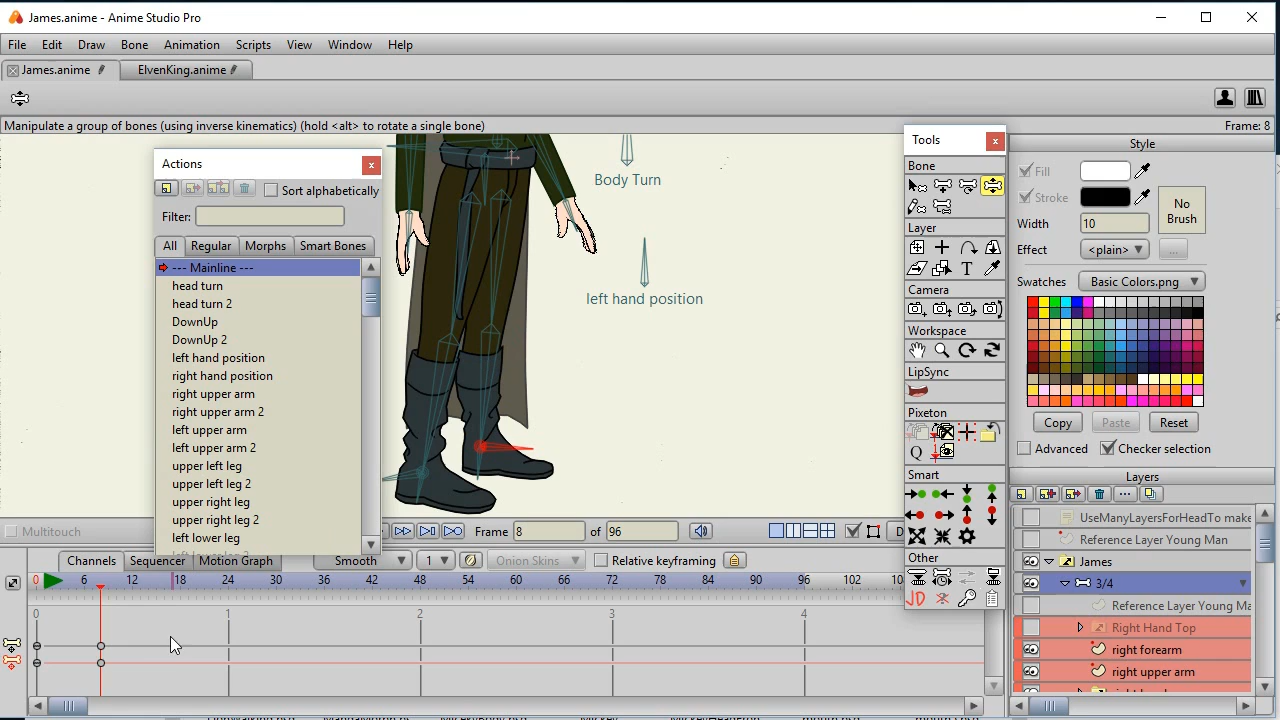 James.anime - Anime Studio Pro
File Edit Draw Bone Animation Scripts View Window Help
James.anime ElvenKing.anime
Manipulate a group of bones (using inverse kinematics) (hold <alt> to rotate a single bone) Frame: 8
Actions
Sort alphabetically
Filter:
All Regular Morphs Smart Bones
--- Mainline ---
head turn
head turn 2
DownUp
DownUp 2
left hand position
right hand position
right upper arm
right upper arm 2
left upper arm
left upper arm 2
upper left leg
upper left leg 2
upper right leg
upper right leg 2
left lower leg
Body Turn
left hand position
Tools
Bone
Layer
T
Camera
Workspace
LipSync
Pixeton
Q
Smart
Other
JD
Style
Fill
Stroke
No Brush
Width 10
Effect <plain> ...
Swatches Basic Colors.png
Copy Paste Reset
Advanced Checker selection
Layers
UseManyLayersForHeadTo make
Reference Layer Young Man
James
3/4
Reference Layer Young Ma
Right Hand Top
right forearm
right upper arm
Multitouch
Frame 8 of 96
Channels Sequencer Motion Graph Smooth 1 Onion Skins Relative keyframing
0 6 12 18 24 30 36 42 48 54 60 66 72 78 84 90 96 102 108
0 1 2 3 4